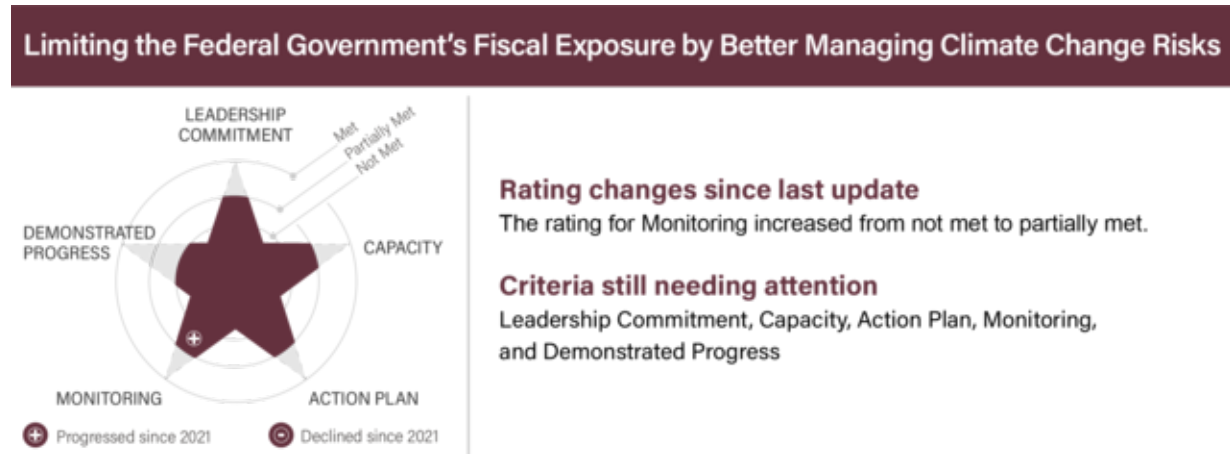 Limiting the Federal Government's Fiscal Exposure by Better Managing Climate Change Risks
LEADERSHIP
COMMITMENT
Met
Partially Met
Not Met
DEMONSTRATED
PROGRESS
CAPACITY
MONITORING
ACTION PLAN
Progressed since 2021
Declined since 2021
Rating changes since last update
The rating for Monitoring increased from not met to partially met.
Criteria still needing attention
Leadership Commitment, Capacity, Action Plan, Monitoring,
and Demonstrated Progress